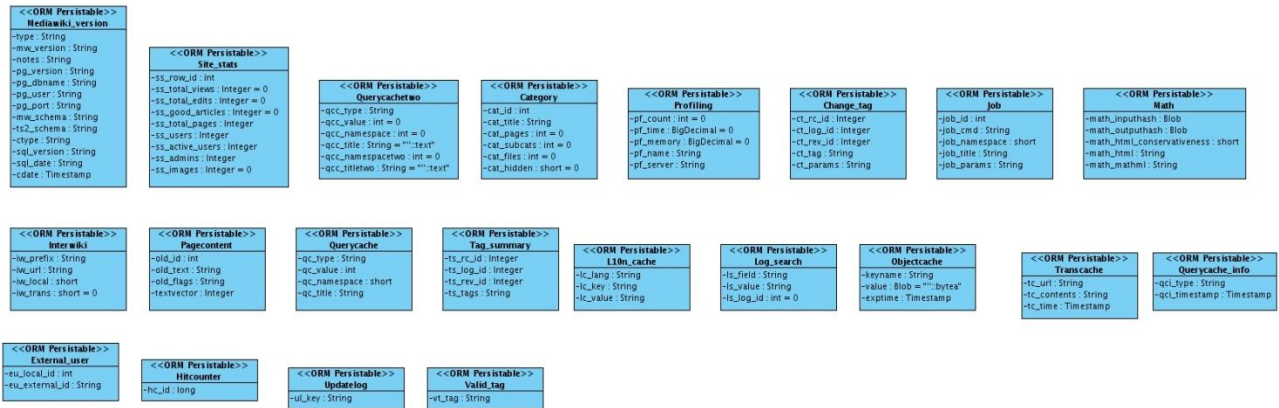 <<ORM Persistable>>
Mediawiki_version
-type : String
-mw_version : String
-notes : String
-pg_version : String
-pg_dbname : String
-pg_user : String
-pg_port : String
-mw_schema : String
-ts2_schema : String
-ctype : String
-sql_version : String
-sql_date : String
-cdate : Timestamp
<<ORM Persistable>>
Site_stats
-ss_row_id : int
-ss_total_views : Integer = 0
-ss_total_edits : Integer = 0
-ss_good_articles : Integer = 0
-ss_total_pages : Integer
-ss_users : Integer
-ss_active_users : Integer
-ss_admins : Integer
-ss_images : Integer = 0
<<ORM Persistable>>
Querycachetwo
-qcc_type : String
-qcc_value : int = 0
-qcc_namespace : int = 0
-qcc_title : String = "''::text"
-qcc_namespacetwo : int = 0
-qcc_titletwo : String = "''::text"
<<ORM Persistable>>
Category
-cat_id : int
-cat_title : String
-cat_pages : int = 0
-cat_subcats : int = 0
-cat_files : int = 0
-cat_hidden : short = 0
<<ORM Persistable>>
Profiling
-pf_count : int = 0
-pf_time : BigDecimal = 0
-pf_memory : BigDecimal = 0
-pf_name : String
-pf_server : String
<<ORM Persistable>>
Change_tag
-ct_rc_id : Integer
-ct_log_id : Integer
-ct_rev_id : Integer
-ct_tag : String
-ct_params : String
<<ORM Persistable>>
Job
-job_id : int
-job_cmd : String
-job_namespace : short
-job_title : String
-job_params : String
<<ORM Persistable>>
Math
-math_inputhash : Blob
-math_outputhash : Blob
-math_html_conservativeness : short
-math_html : String
-math_mathml : String
<<ORM Persistable>>
Interwiki
-iw_prefix : String
-iw_url : String
-iw_local : short
-iw_trans : short = 0
<<ORM Persistable>>
Pagecontent
-old_id : int
-old_text : String
-old_flags : String
-textvector : Integer
<<ORM Persistable>>
Querycache
-qc_type : String
-qc_value : int
-qc_namespace : short
-qc_title : String
<<ORM Persistable>>
Tag_summary
-ts_rc_id : Integer
-ts_log_id : Integer
-ts_rev_id : Integer
-ts_tags : String
<<ORM Persistable>>
L10n_cache
-lc_lang : String
-lc_key : String
-lc_value : String
<<ORM Persistable>>
Log_search
-ls_field : String
-ls_value : String
-ls_log_id : int = 0
<<ORM Persistable>>
Objectcache
-keyname : String
-value : Blob = "''::bytea"
-exptime : Timestamp
<<ORM Persistable>>
Transcache
-tc_url : String
-tc_contents : String
-tc_time : Timestamp
<<ORM Persistable>>
Querycache_info
-qci_type : String
-qci_timestamp : Timestamp
<<ORM Persistable>>
External_user
-eu_local_id : int
-eu_external_id : String
<<ORM Persistable>>
Hitcounter
-hc_id : long
<<ORM Persistable>>
Updatelog
-ul_key : String
<<ORM Persistable>>
Valid_tag
-vt_tag : String